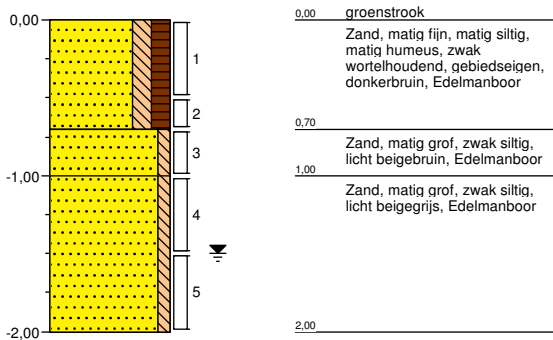 0,00
-1,00
-2,00
1
2
3
4
5
0,00 groenstrook
Zand, matig fijn, matig siltig,
matig humeus, zwak
wortelhoudend, gebiedseigen,
donkerbruin, Edelmanboor
0,70
Zand, matig grof, zwak siltig,
licht beigebruin, Edelmanboor
1,00
Zand, matig grof, zwak siltig,
licht beigegrijs, Edelmanboor
2,00